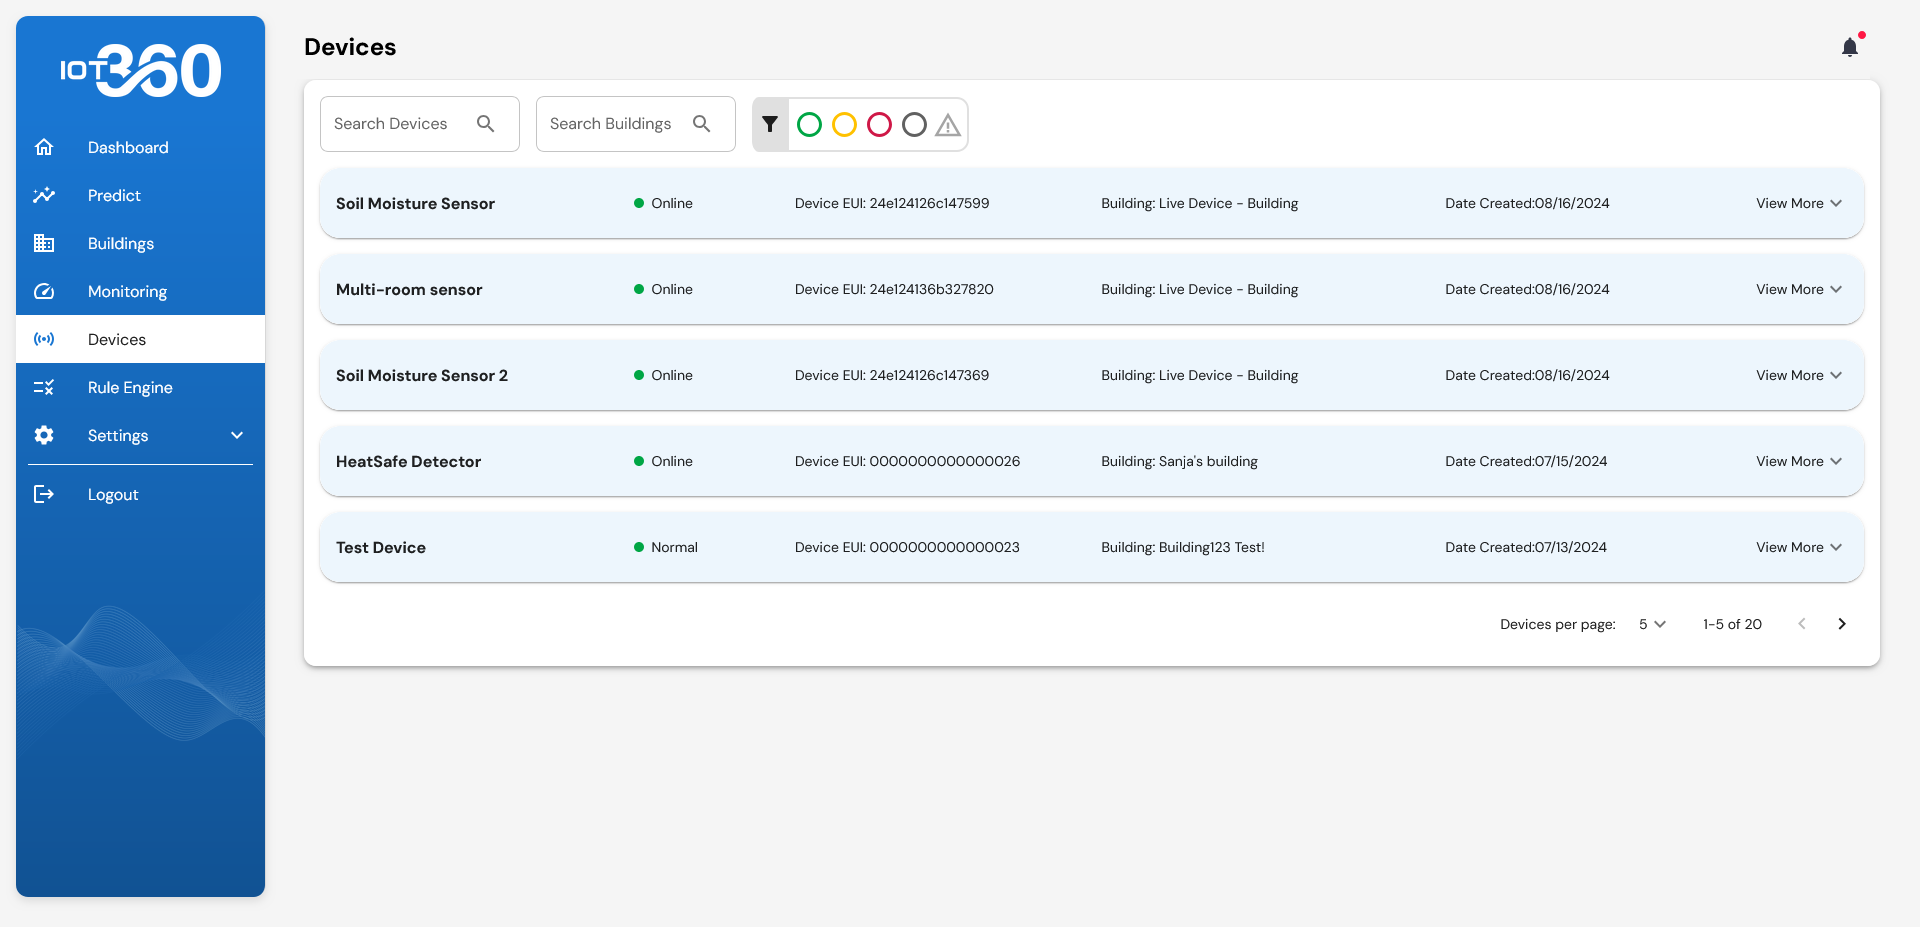 IOT360
Dashboard
Predict
Buildings
Monitoring
Devices
Rule Engine
Settings
Logout
Devices
Search Devices
Search Buildings
Soil Moisture Sensor Online Device EUI: 24e124126c147599 Building: Live Device - Building Date Created:08/16/2024 View More
Multi-room sensor Online Device EUI: 24e124136b327820 Building: Live Device - Building Date Created:08/16/2024 View More
Soil Moisture Sensor 2 Online Device EUI: 24e124126c147369 Building: Live Device - Building Date Created:08/16/2024 View More
HeatSafe Detector Online Device EUI: 0000000000000026 Building: Sanja's building Date Created:07/15/2024 View More
Test Device Normal Device EUI: 0000000000000023 Building: Building123 Test! Date Created:07/13/2024 View More
Devices per page: 5 1-5 of 20